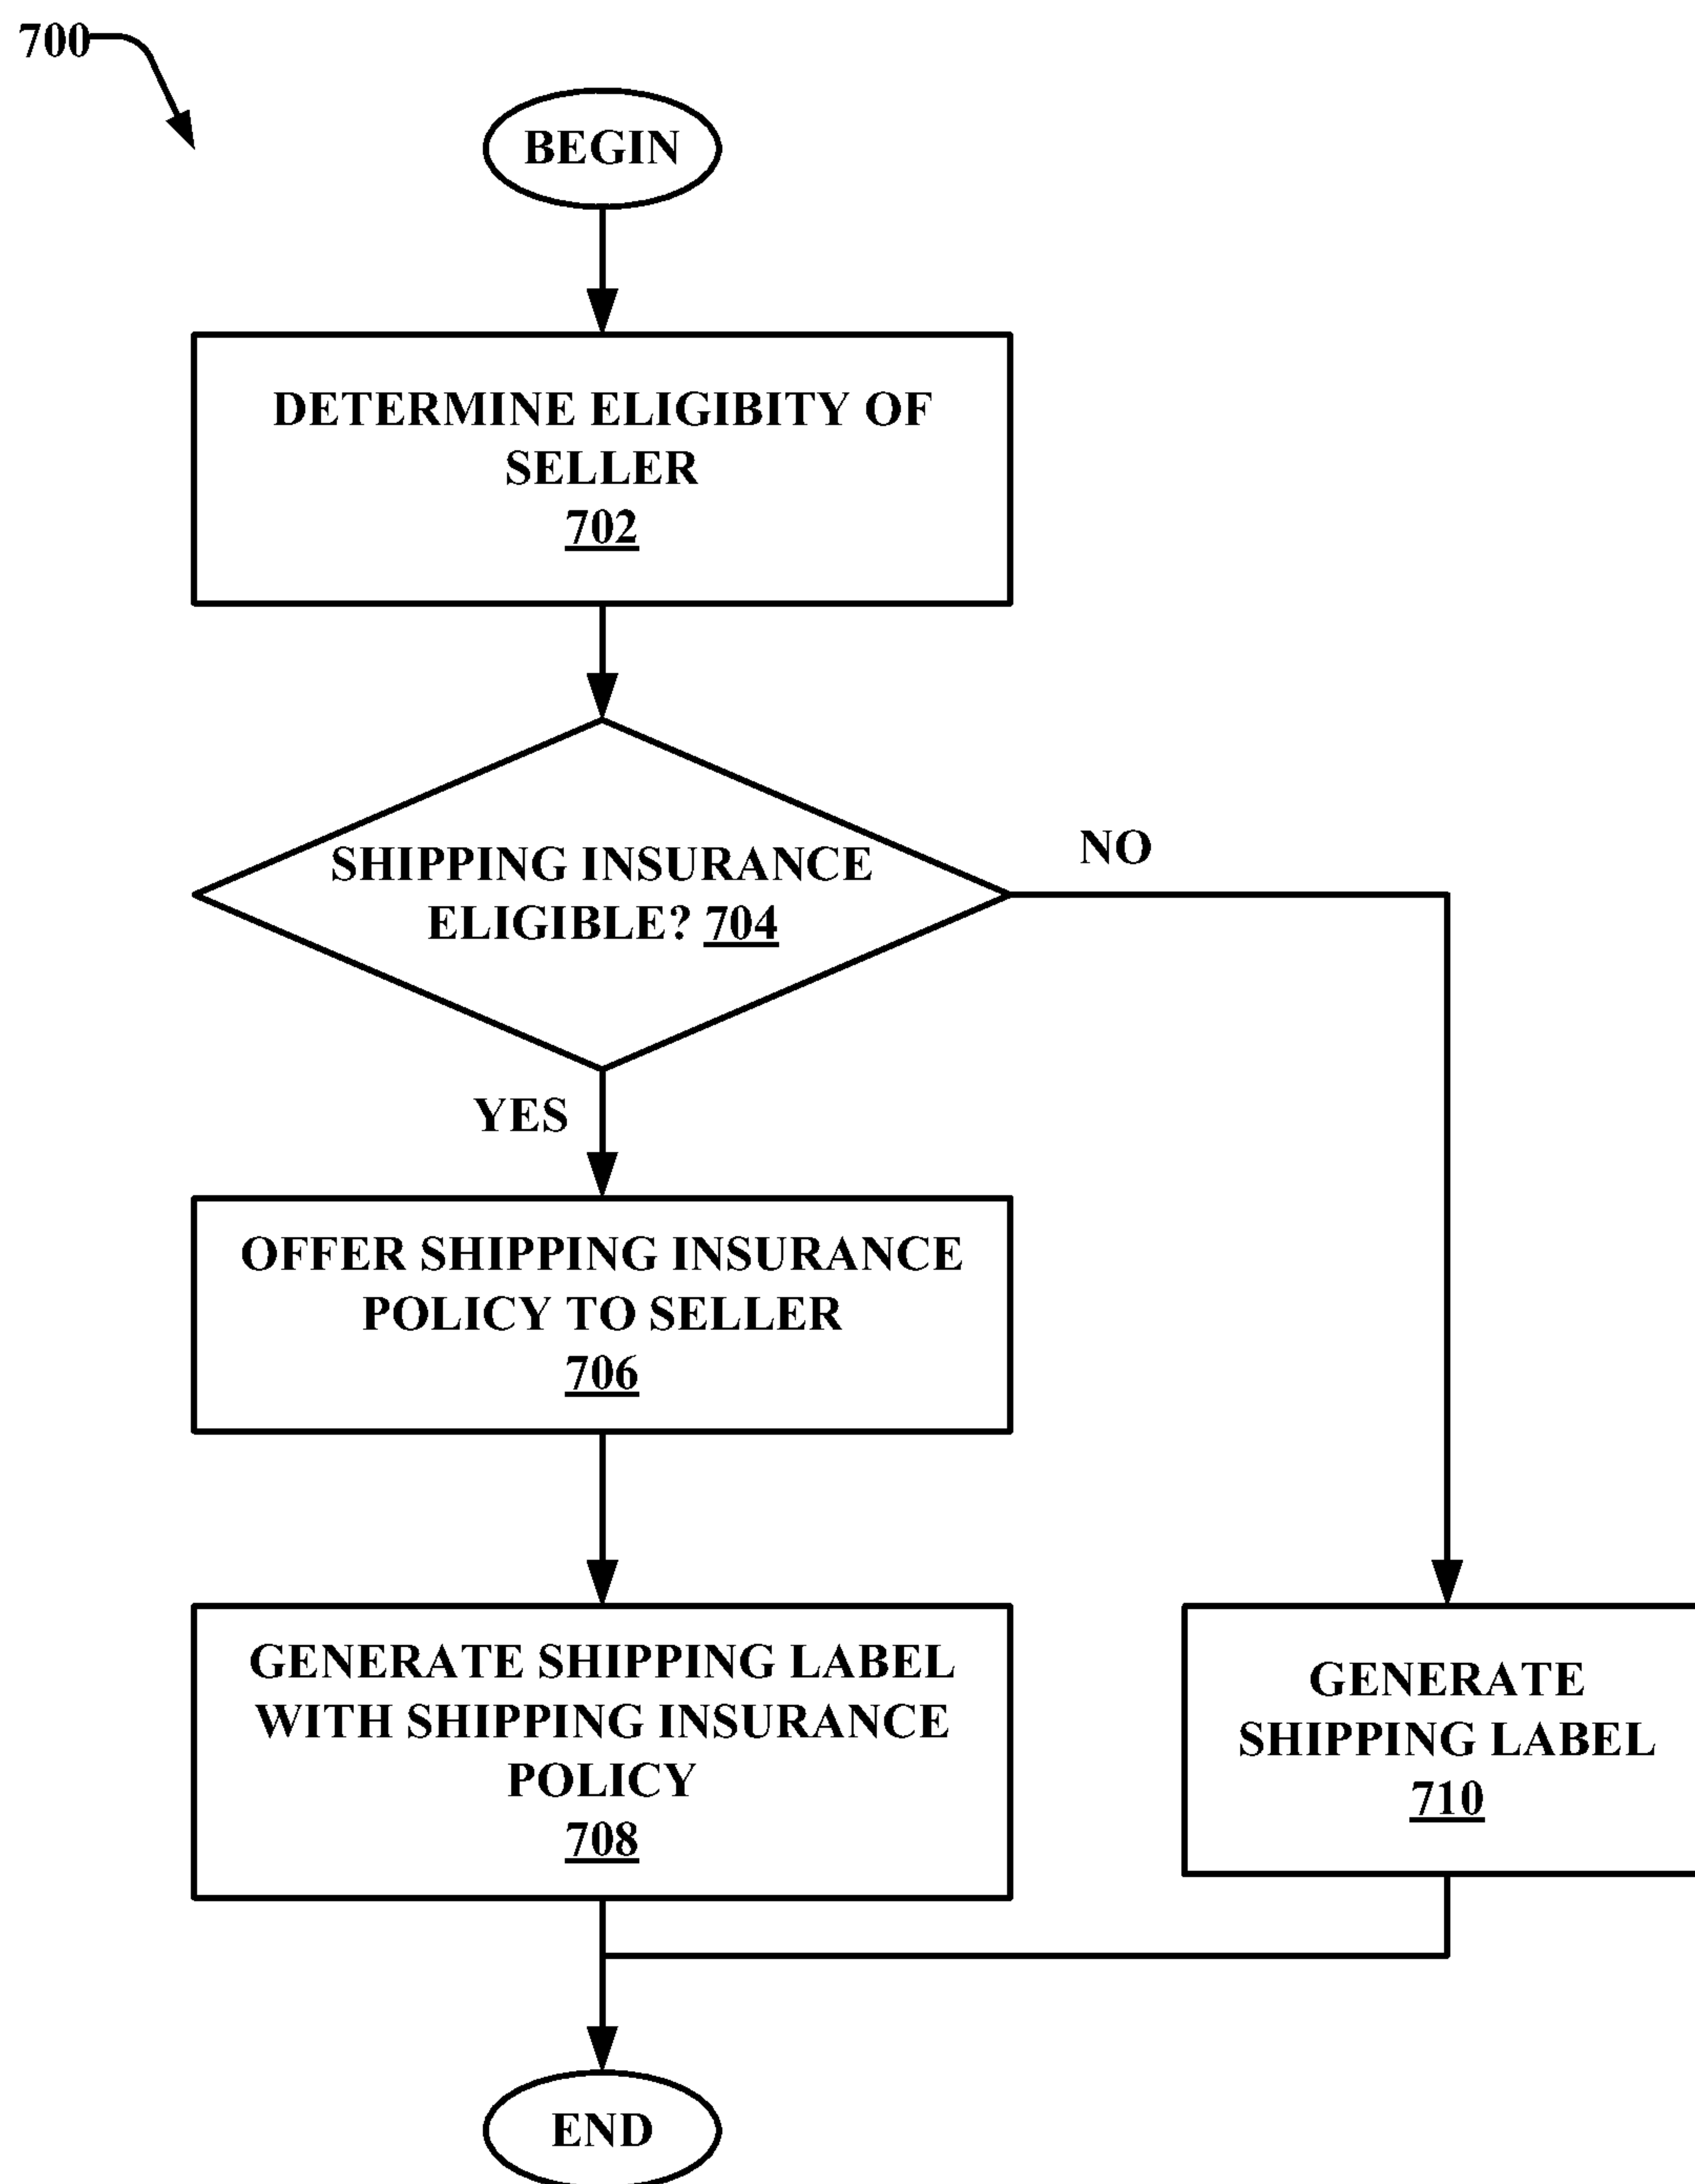 700
BEGIN
DETERMINE ELIGIBITY OF
SELLER
702
SHIPPING INSURANCE
ELIGIBLE? 704
NO
YES
OFFER SHIPPING INSURANCE
POLICY TO SELLER
706
GENERATE SHIPPING LABEL
WITH SHIPPING INSURANCE
POLICY
708
GENERATE
SHIPPING LABEL
710
END